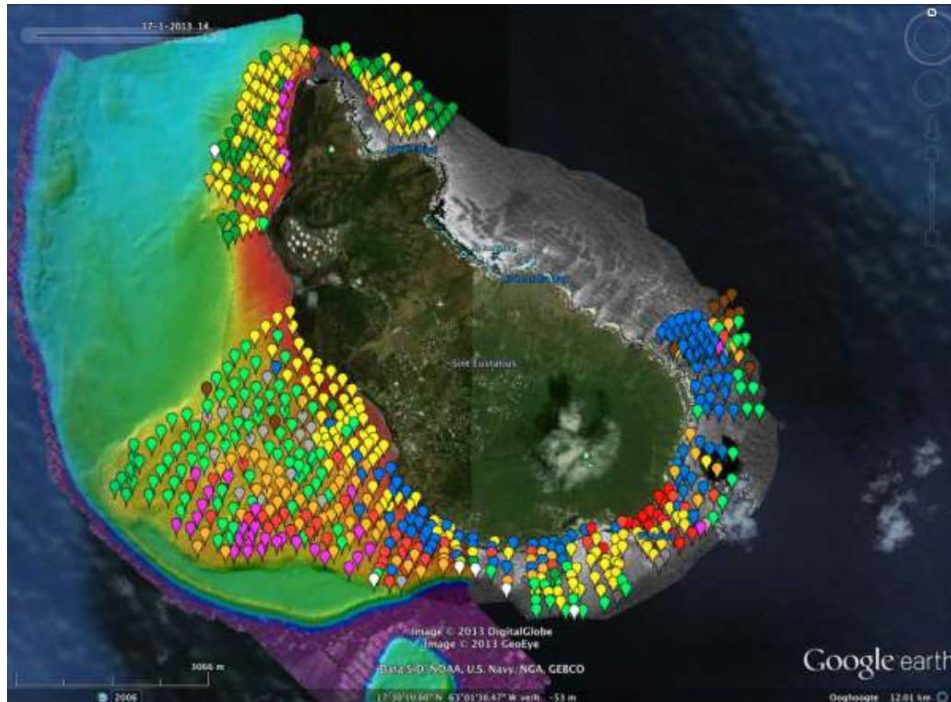 17-1-2013 14
Sint Eustatius
Image © 2013 DigitalGlobe
Image © 2013 GeoEye
Data SIO, NOAA, U.S. Navy, NGA, GEBCO
Google earth
3066 m
2006
-53 m
Ooghoogte 12.01 km